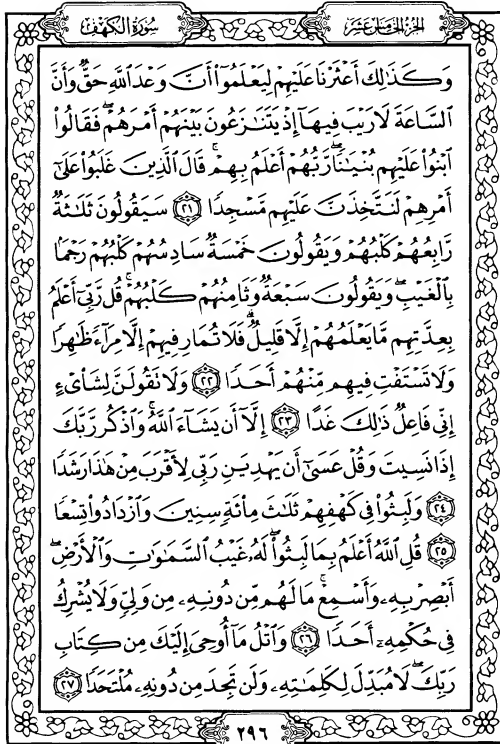 الجزء الخامس عشر
سورة الكهف
وَكَذَٰلِكَ أَعْثَرْنَا عَلَيْهِمْ لِيَعْلَمُوٓا۟ أَنَّ وَعْدَ ٱللَّهِ حَقٌّ وَأَنَّ
ٱلسَّاعَةَ لَا رَيْبَ فِيهَآ إِذْ يَتَنَٰزَعُونَ بَيْنَهُمْ أَمْرَهُمْ ۖ فَقَالُوا۟
ٱبْنُوا۟ عَلَيْهِم بُنْيَٰنًا ۖ رَّبُّهُمْ أَعْلَمُ بِهِمْ ۚ قَالَ ٱلَّذِينَ غَلَبُوا۟ عَلَىٰٓ
أَمْرِهِمْ لَنَتَّخِذَنَّ عَلَيْهِم مَّسْجِدًا ﴿٢١﴾ سَيَقُولُونَ ثَلَٰثَةٌ
رَّابِعُهُمْ كَلْبُهُمْ وَيَقُولُونَ خَمْسَةٌ سَادِسُهُمْ كَلْبُهُمْ رَجْمًۢا
بِٱلْغَيْبِ ۖ وَيَقُولُونَ سَبْعَةٌ وَثَامِنُهُمْ كَلْبُهُمْ ۚ قُل رَّبِّىٓ أَعْلَمُ
بِعِدَّتِهِم مَّا يَعْلَمُهُمْ إِلَّا قَلِيلٌ ۗ فَلَا تُمَارِ فِيهِمْ إِلَّا مِرَآءً ظَٰهِرًا
وَلَا تَسْتَفْتِ فِيهِم مِّنْهُمْ أَحَدًا ﴿٢٢﴾ وَلَا تَقُولَنَّ لِشَا۟ىْءٍ
إِنِّى فَاعِلٌ ذَٰلِكَ غَدًا ﴿٢٣﴾ إِلَّآ أَن يَشَآءَ ٱللَّهُ ۚ وَٱذْكُر رَّبَّكَ
إِذَا نَسِيتَ وَقُلْ عَسَىٰٓ أَن يَهْدِيَنِ رَبِّى لِأَقْرَبَ مِنْ هَٰذَا رَشَدًا
﴿٢٤﴾ وَلَبِثُوا۟ فِى كَهْفِهِمْ ثَلَٰثَ مِا۟ئَةٍ سِنِينَ وَٱزْدَادُوا۟ تِسْعًا
﴿٢٥﴾ قُلِ ٱللَّهُ أَعْلَمُ بِمَا لَبِثُوا۟ ۖ لَهُۥ غَيْبُ ٱلسَّمَٰوَٰتِ وَٱلْأَرْضِ ۖ
أَبْصِرْ بِهِۦ وَأَسْمِعْ ۚ مَا لَهُم مِّن دُونِهِۦ مِن وَلِىٍّ وَلَا يُشْرِكُ
فِى حُكْمِهِۦٓ أَحَدًا ﴿٢٦﴾ وَٱتْلُ مَآ أُوحِىَ إِلَيْكَ مِن كِتَابِ
رَبِّكَ ۖ لَا مُبَدِّلَ لِكَلِمَٰتِهِۦ وَلَن تَجِدَ مِن دُونِهِۦ مُلْتَحَدًا ﴿٢٧﴾
٢٩٦